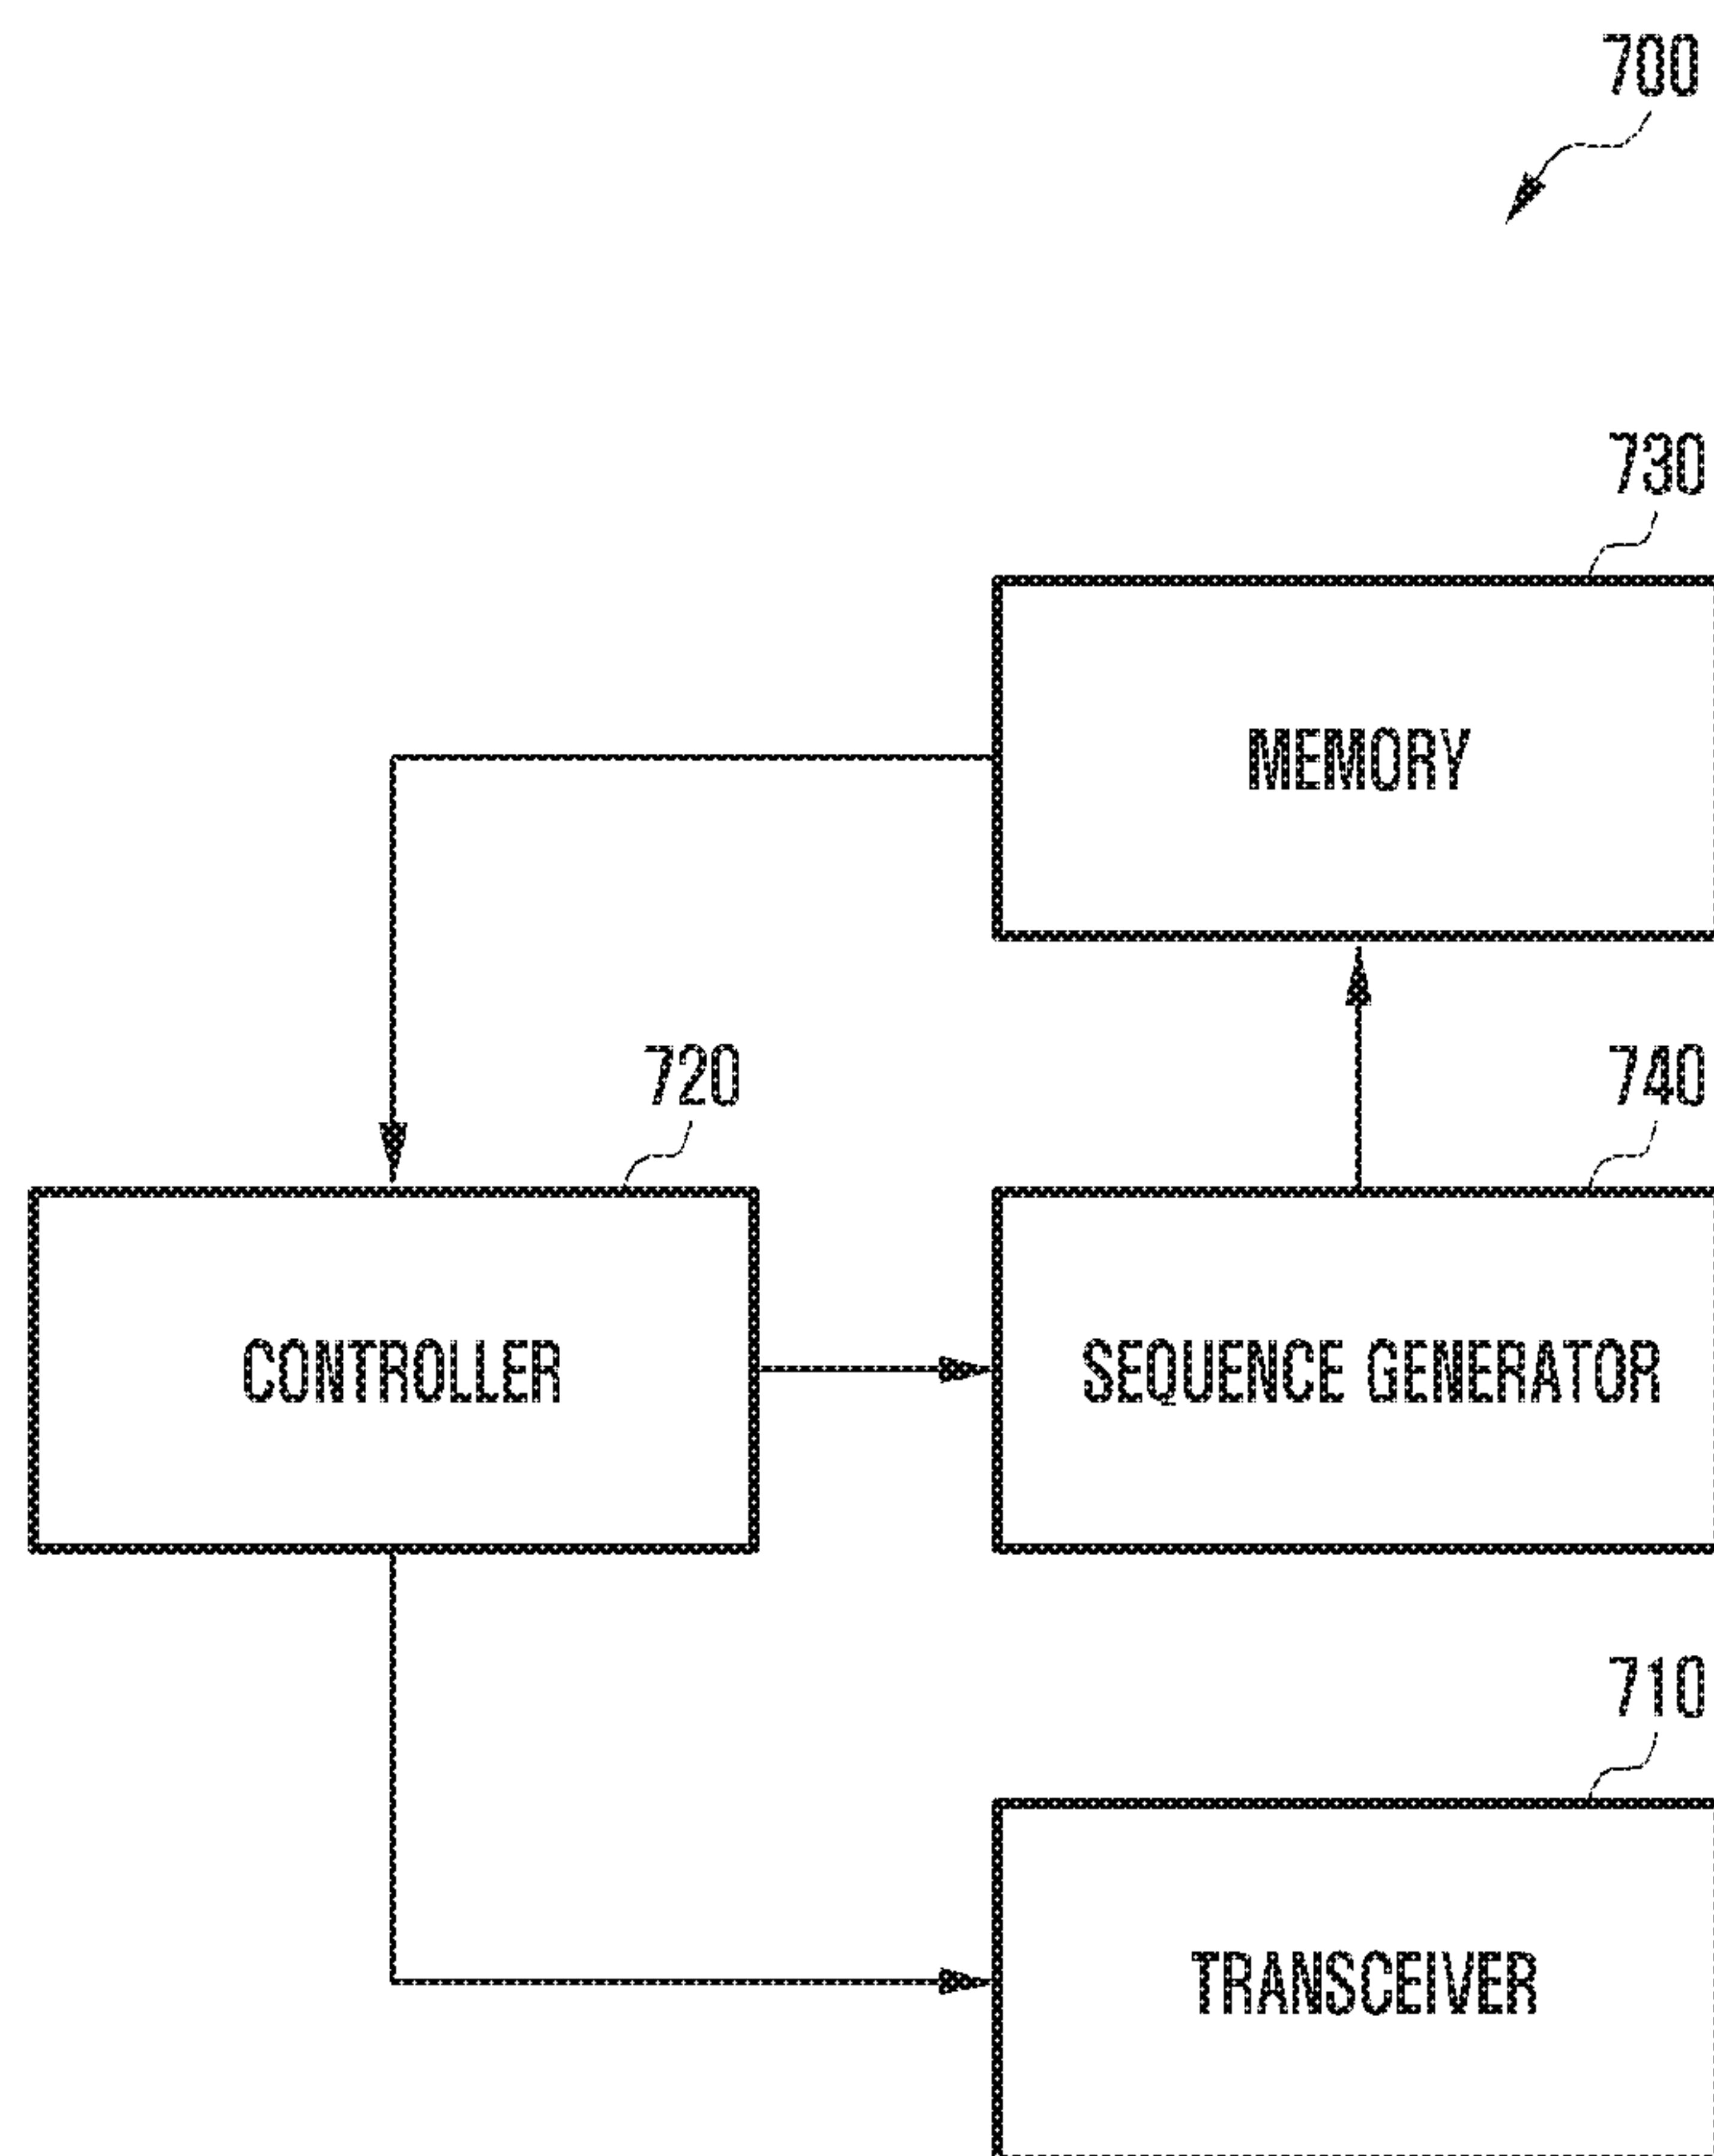 700
730
MEMORY
720
740
CONTROLLER
SEQUENCE GENERATOR
710
TRANSCEIVER